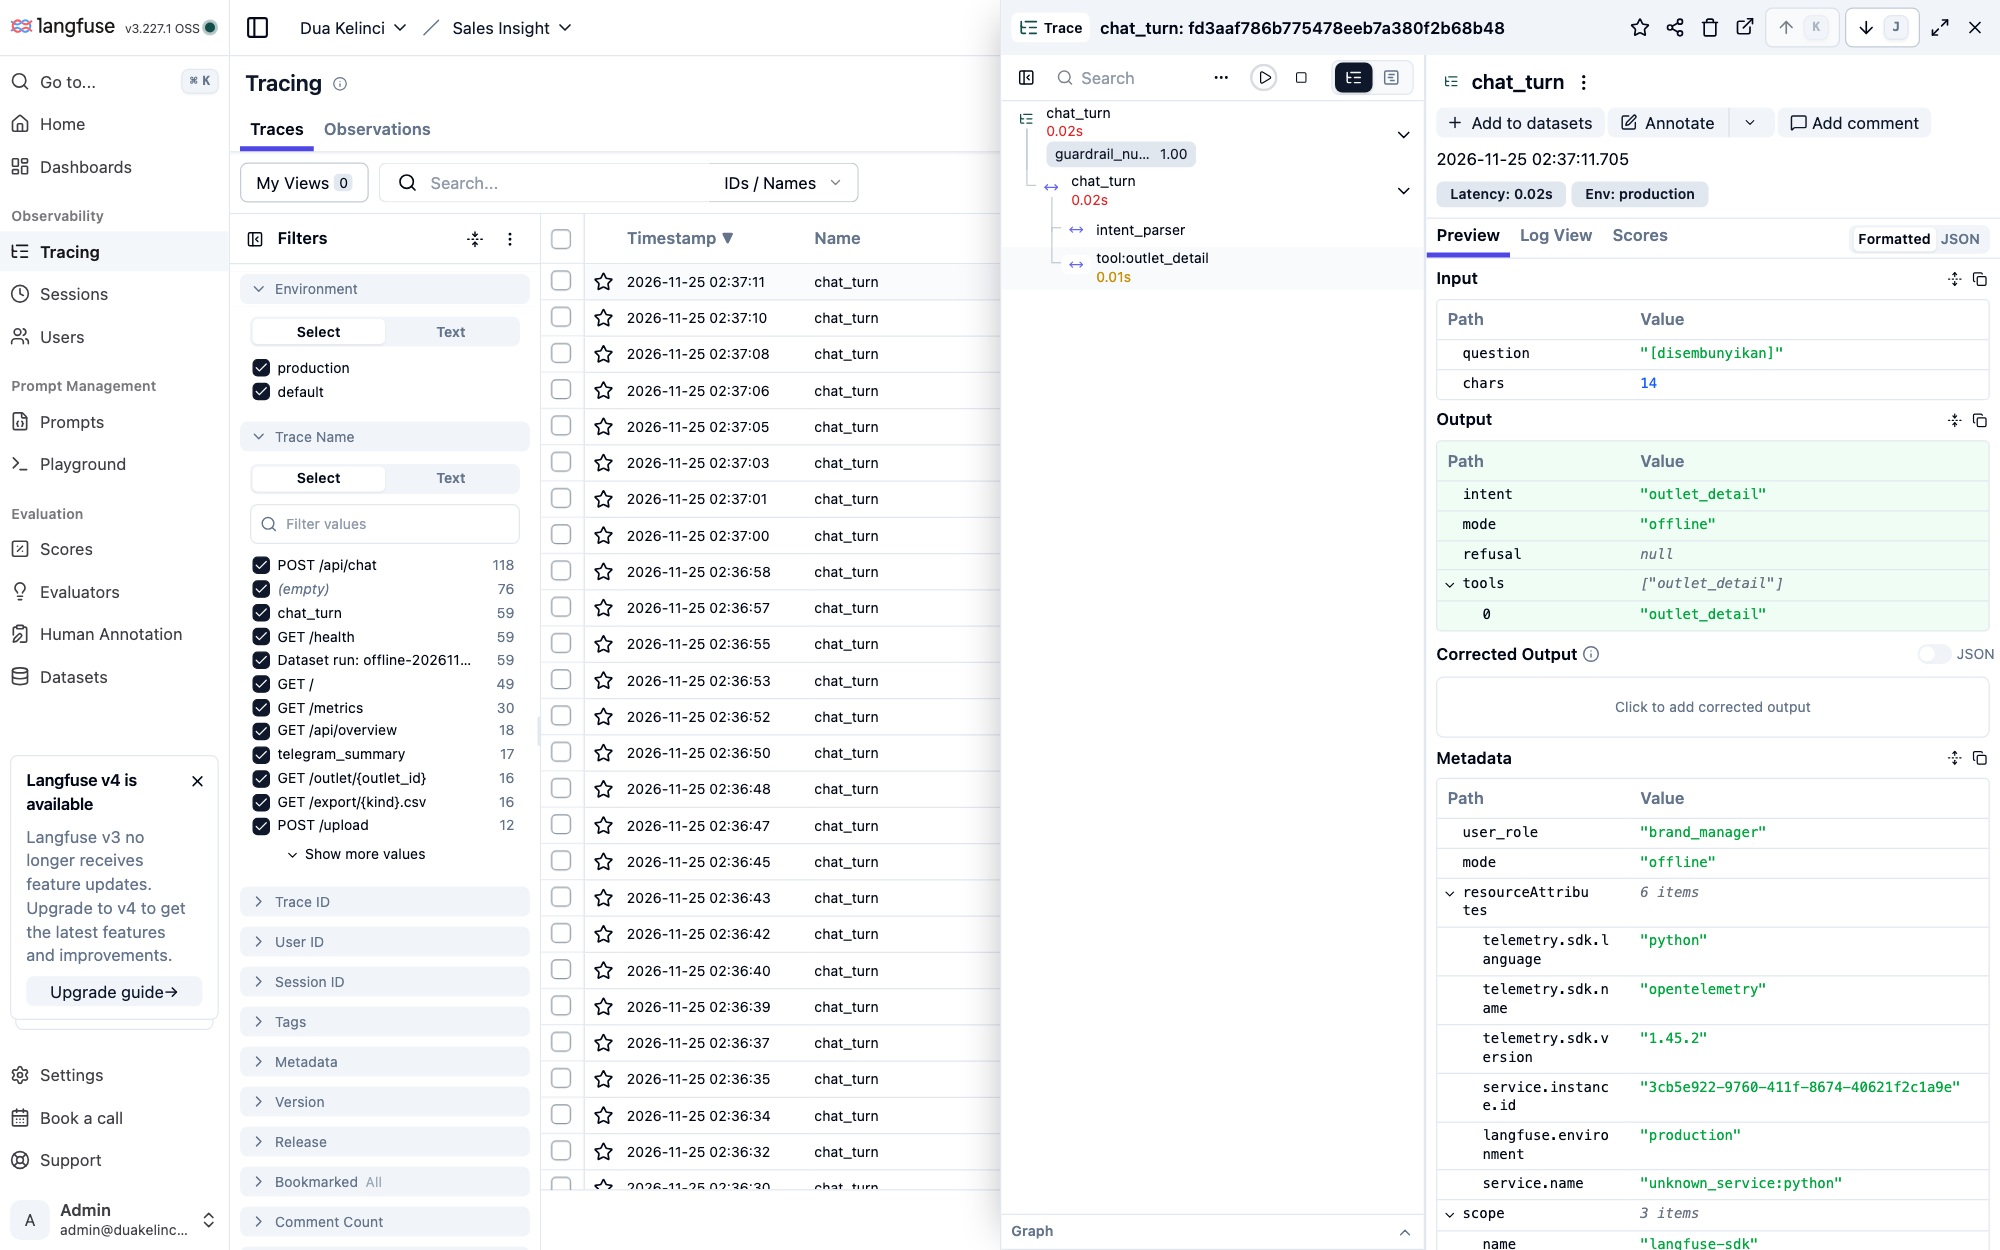 langfuse v3.227.1 OSS
Go to... ⌘ K
Home
Dashboards
Observability
Tracing
Sessions
Users
Prompt Management
Prompts
Playground
Evaluation
Scores
Evaluators
Human Annotation
Datasets
Langfuse v4 is
available
Langfuse v3 no
longer receives
feature updates.
Upgrade to v4 to get
the latest features
and improvements.
Upgrade guide→
Settings
Book a call
Support
A
Admin
admin@duakelinc...
Dua Kelinci
Sales Insight
Tracing
Traces Observations
My Views 0
Search... IDs / Names
Filters
Environment
Select Text
production
default
Trace Name
Select Text
Filter values
POST /api/chat 118
(empty) 76
chat_turn 59
GET /health 59
Dataset run: offline-202611... 59
GET / 49
GET /metrics 30
GET /api/overview 18
telegram_summary 17
GET /outlet/{outlet_id} 16
GET /export/{kind}.csv 16
POST /upload 12
Show more values
Trace ID
User ID
Session ID
Tags
Metadata
Version
Release
Bookmarked All
Comment Count
Timestamp ▼ Name
2026-11-25 02:37:11 chat_turn
2026-11-25 02:37:10 chat_turn
2026-11-25 02:37:08 chat_turn
2026-11-25 02:37:06 chat_turn
2026-11-25 02:37:05 chat_turn
2026-11-25 02:37:03 chat_turn
2026-11-25 02:37:01 chat_turn
2026-11-25 02:37:00 chat_turn
2026-11-25 02:36:58 chat_turn
2026-11-25 02:36:57 chat_turn
2026-11-25 02:36:55 chat_turn
2026-11-25 02:36:53 chat_turn
2026-11-25 02:36:52 chat_turn
2026-11-25 02:36:50 chat_turn
2026-11-25 02:36:48 chat_turn
2026-11-25 02:36:47 chat_turn
2026-11-25 02:36:45 chat_turn
2026-11-25 02:36:43 chat_turn
2026-11-25 02:36:42 chat_turn
2026-11-25 02:36:40 chat_turn
2026-11-25 02:36:39 chat_turn
2026-11-25 02:36:37 chat_turn
2026-11-25 02:36:35 chat_turn
2026-11-25 02:36:34 chat_turn
2026-11-25 02:36:32 chat_turn
2026-11-25 02:36:30 chat_turn
Trace chat_turn: fd3aaf786b775478eeb7a380f2b68b48
K J
Search
chat_turn
0.02s
guardrail_nu... 1.00
chat_turn
0.02s
intent_parser
tool:outlet_detail
0.01s
Graph
chat_turn
Add to datasets Annotate Add comment
2026-11-25 02:37:11.705
Latency: 0.02s Env: production
Preview Log View Scores Formatted JSON
Input
Path Value
question "[disembunyikan]"
chars 14
Output
Path Value
intent "outlet_detail"
mode "offline"
refusal null
tools ["outlet_detail"]
0 "outlet_detail"
Corrected Output JSON
Click to add corrected output
Metadata
Path Value
user_role "brand_manager"
mode "offline"
resourceAttribu
tes 6 items
telemetry.sdk.l
anguage "python"
telemetry.sdk.n
ame "opentelemetry"
telemetry.sdk.v
ersion "1.45.2"
service.instanc
e.id "3cb5e922-9760-411f-8674-40621f2c1a9e"
langfuse.enviro
nment "production"
service.name "unknown_service:python"
scope 3 items
name "langfuse-sdk"